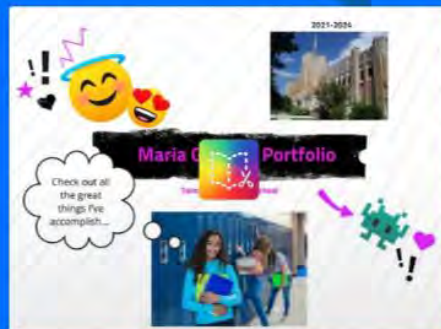 2021-2024
Maria Portfolio
Check out all
the great
things I've
accomplish...